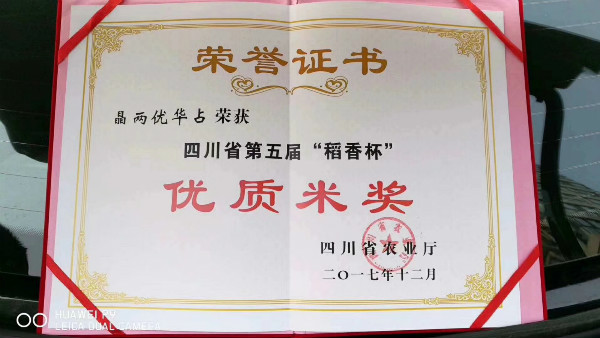 荣誉证书
晶两优华占 荣获
四川省第五届“稻香杯”
优质米奖
四川省农业厅
二〇一七年十二月
HUAWEI P9
LEICA DUAL CAMERA